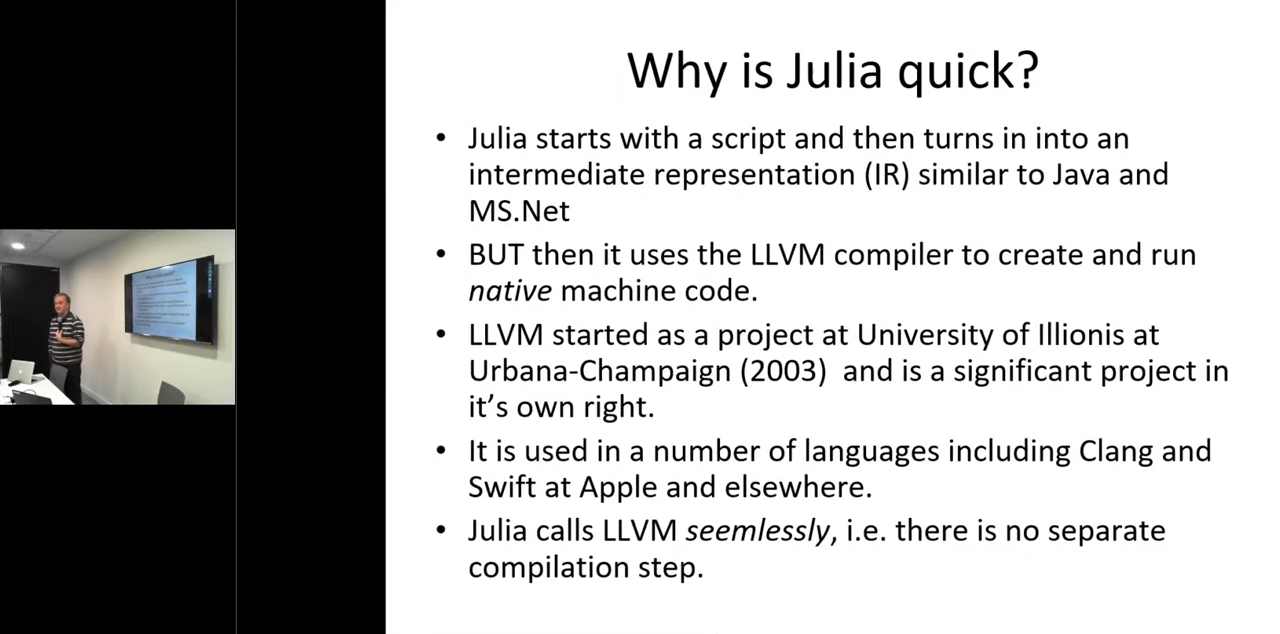 Why is Julia quick?
• Julia starts with a script and then turns in into an
intermediate representation (IR) similar to Java and
MS.Net
• BUT then it uses the LLVM compiler to create and run
native machine code.
• LLVM started as a project at University of Illionis at
Urbana-Champaign (2003)  and is a significant project in
it’s own right.
• It is used in a number of languages including Clang and
Swift at Apple and elsewhere.
• Julia calls LLVM seemlessly, i.e. there is no separate
compilation step.